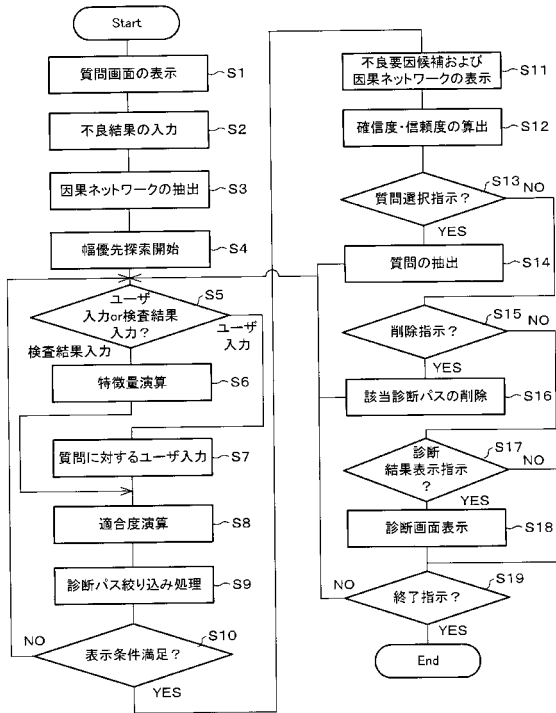 Start
質問画面の表示
S1
不良結果の入力
S2
因果ネットワークの抽出
S3
幅優先探索開始
S4
ユーザ
入力or検査結果
入力?
S5
ユーザ
入力
検査結果入力
特徴量演算
S6
質問に対するユーザ入力
S7
適合度演算
S8
診断パス絞り込み処理
S9
表示条件満足?
S10
NO
YES
不良要因候補および
因果ネットワークの表示
S11
確信度・信頼度の算出
S12
質問選択指示?
S13
NO
YES
質問の抽出
S14
削除指示?
S15
NO
YES
該当診断パスの削除
S16
診断
結果表示指示
?
S17
NO
YES
診断画面表示
S18
終了指示?
S19
NO
YES
End